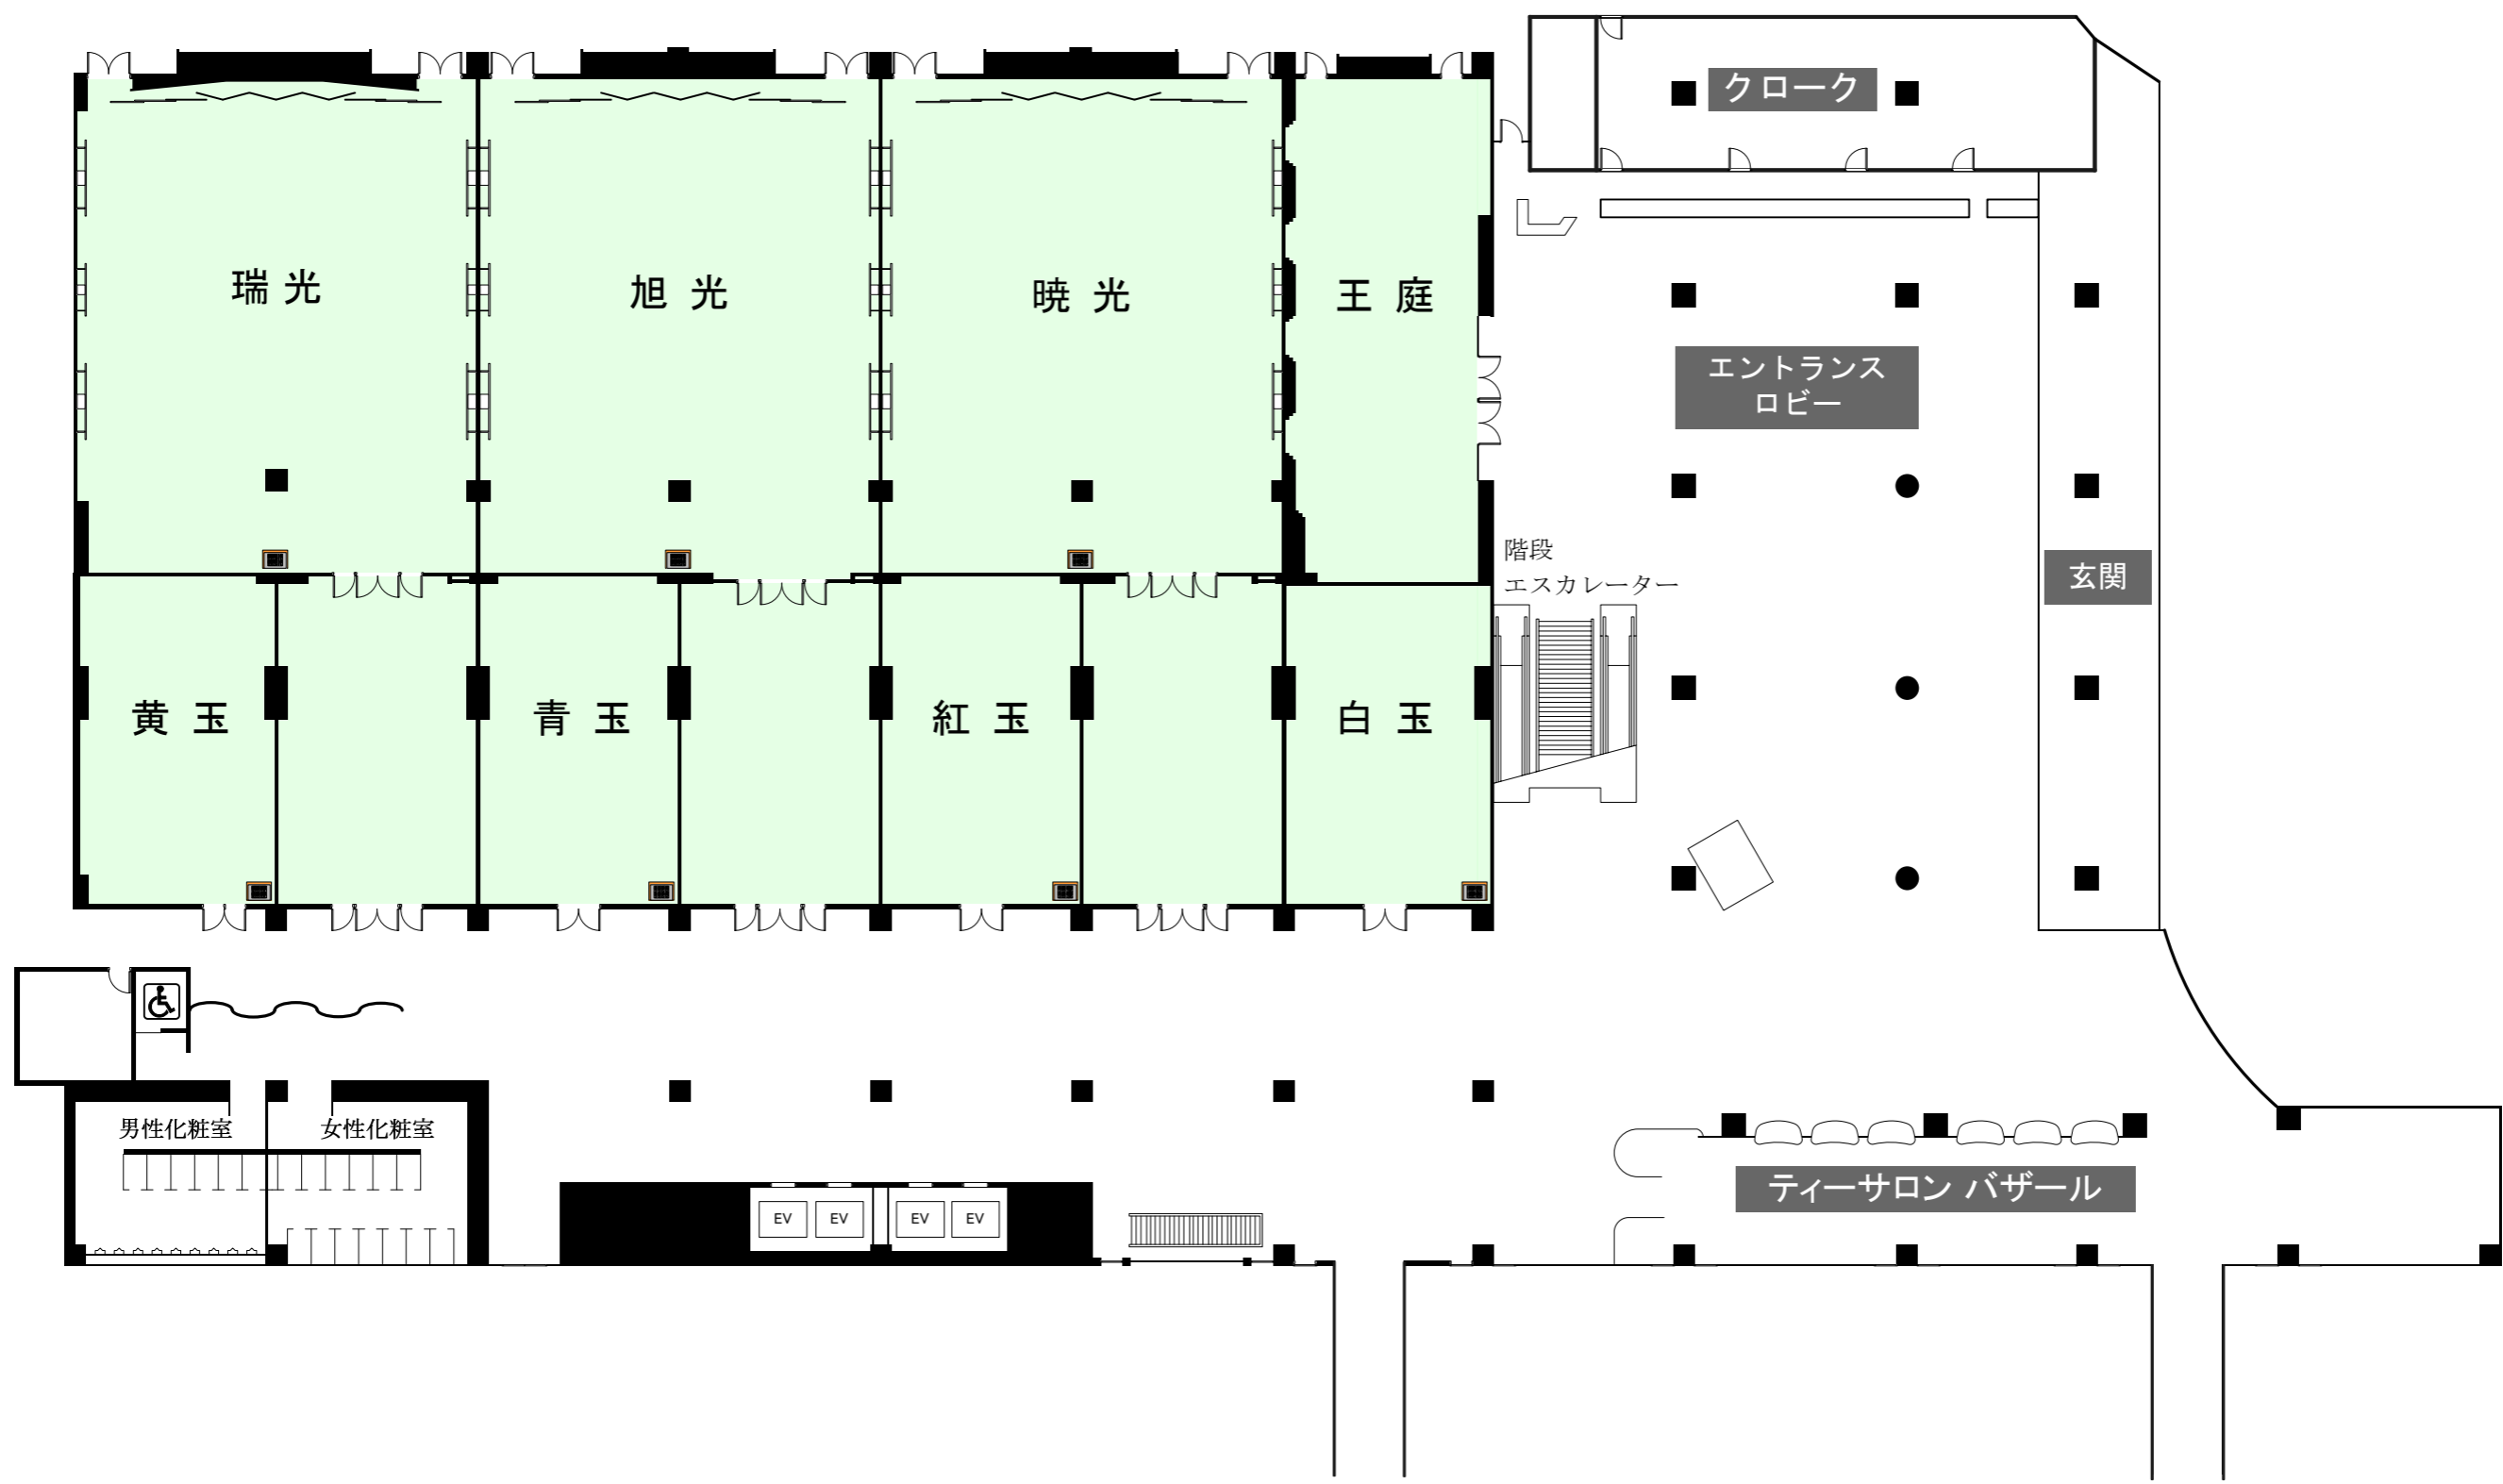 クローク
瑞光
旭光
暁光
王庭
エントランス
ロビー
階段
エスカレーター
玄関
黄玉
青玉
紅玉
白玉
男性化粧室
女性化粧室
ティーサロン バザール
EV
EV
EV
EV